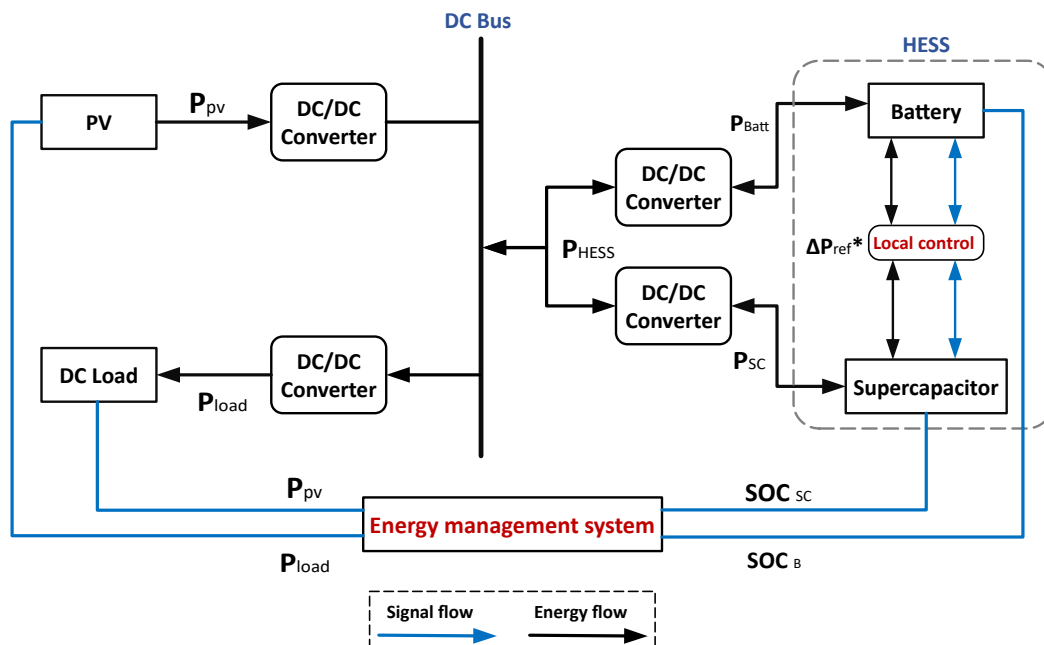 DC Bus
HESS
PV
Ppv
DC/DC
Converter
PBatt
Battery
DC/DC
Converter
PHESS
ΔPref*
Local control
DC/DC
Converter
DC Load
Pload
DC/DC
Converter
PSC
Supercapacitor
Ppv
Energy management system
SOC SC
Pload
SOC B
Signal flow
Energy flow